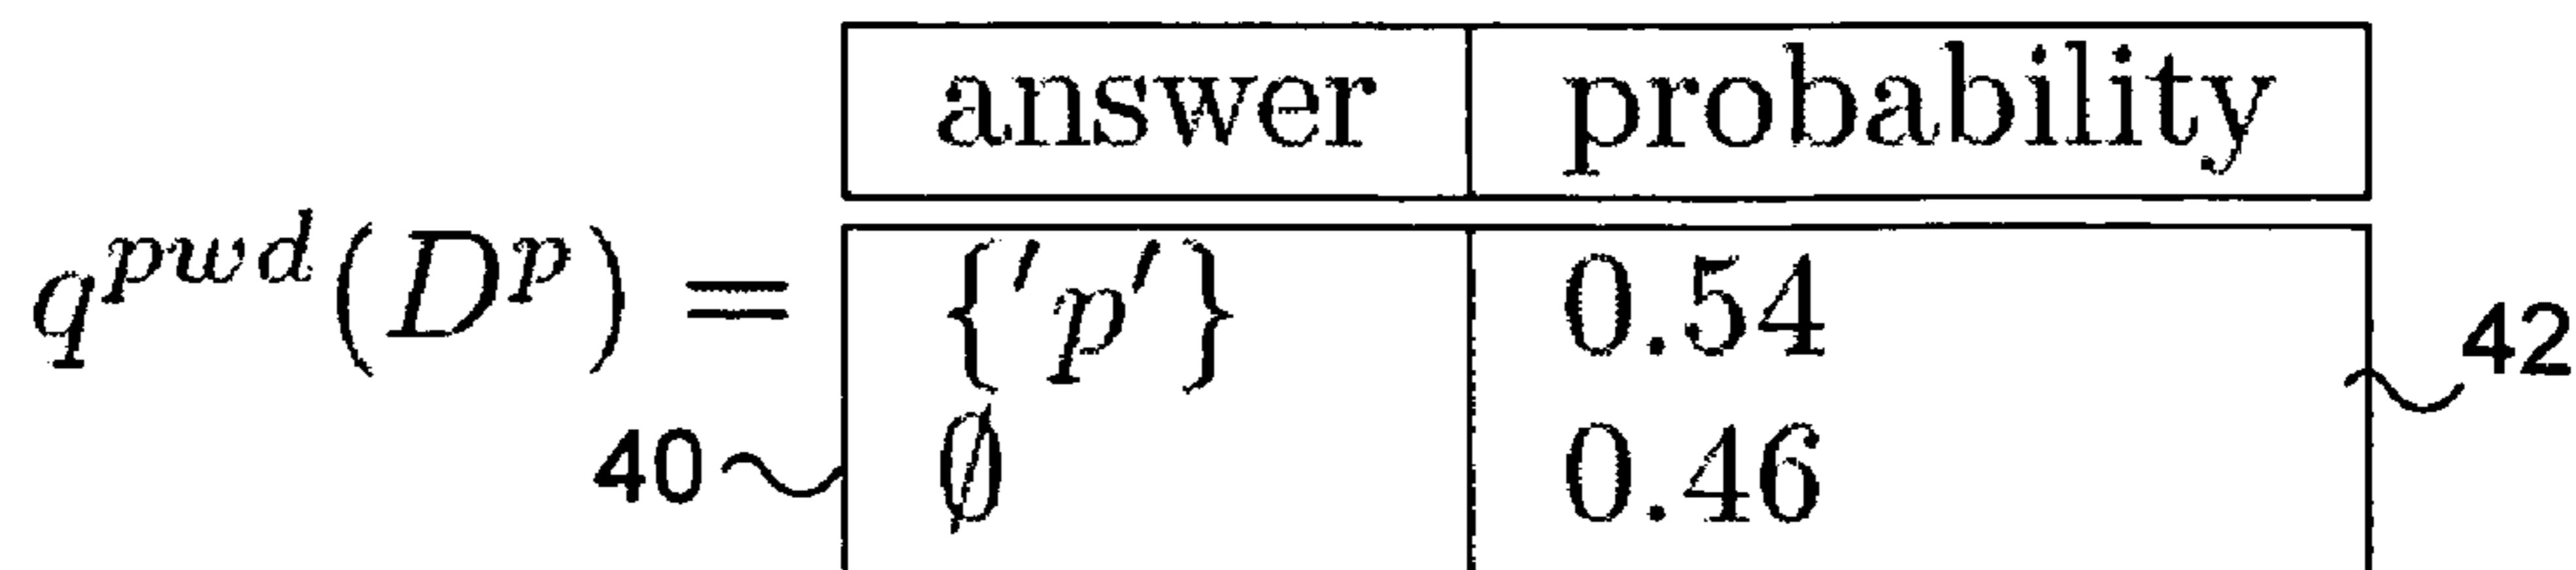 answer probability
q^{pwd}(D^p) = {'p'} 0.54 42
40 ∅ 0.46